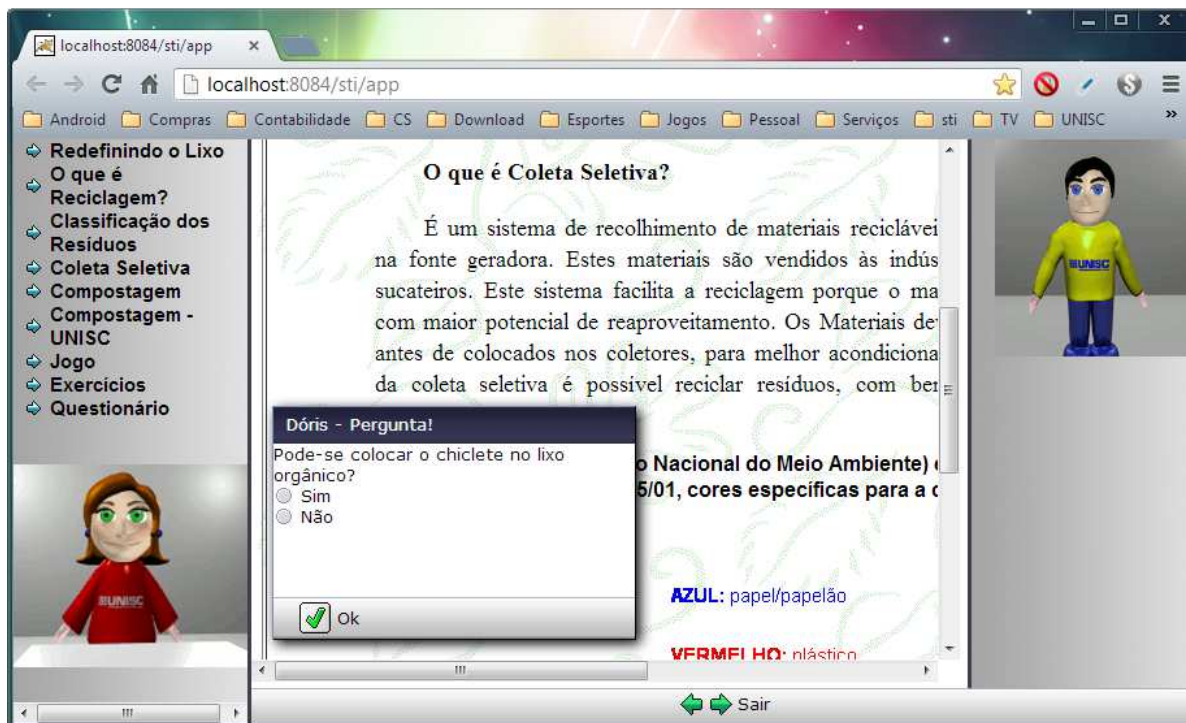 localhost:8084/sti/app
localhost:8084/sti/app
Android Compras Contabilidade CS Download Esportes Jogos Pessoal Serviços sti TV UNISC »
Redefinindo o Lixo
O que é
Reciclagem?
Classificação dos
Resíduos
Coleta Seletiva
Compostagem
Compostagem -
UNISC
Jogo
Exercícios
Questionário
O que é Coleta Seletiva?
É um sistema de recolhimento de materiais reciclávei
na fonte geradora. Estes materiais são vendidos às indús
sucateiros. Este sistema facilita a reciclagem porque o ma
com maior potencial de reaproveitamento. Os Materiais de
antes de colocados nos coletores, para melhor acondiciona
da coleta seletiva é possível reciclar resíduos, com ber
o Nacional do Meio Ambiente)
5/01, cores específicas para a
AZUL: papel/papelão
VERMELHO: plástico
Dóris - Pergunta!
Pode-se colocar o chiclete no lixo
orgânico?
Sim
Não
Ok
UNISC
UNISC
Sair